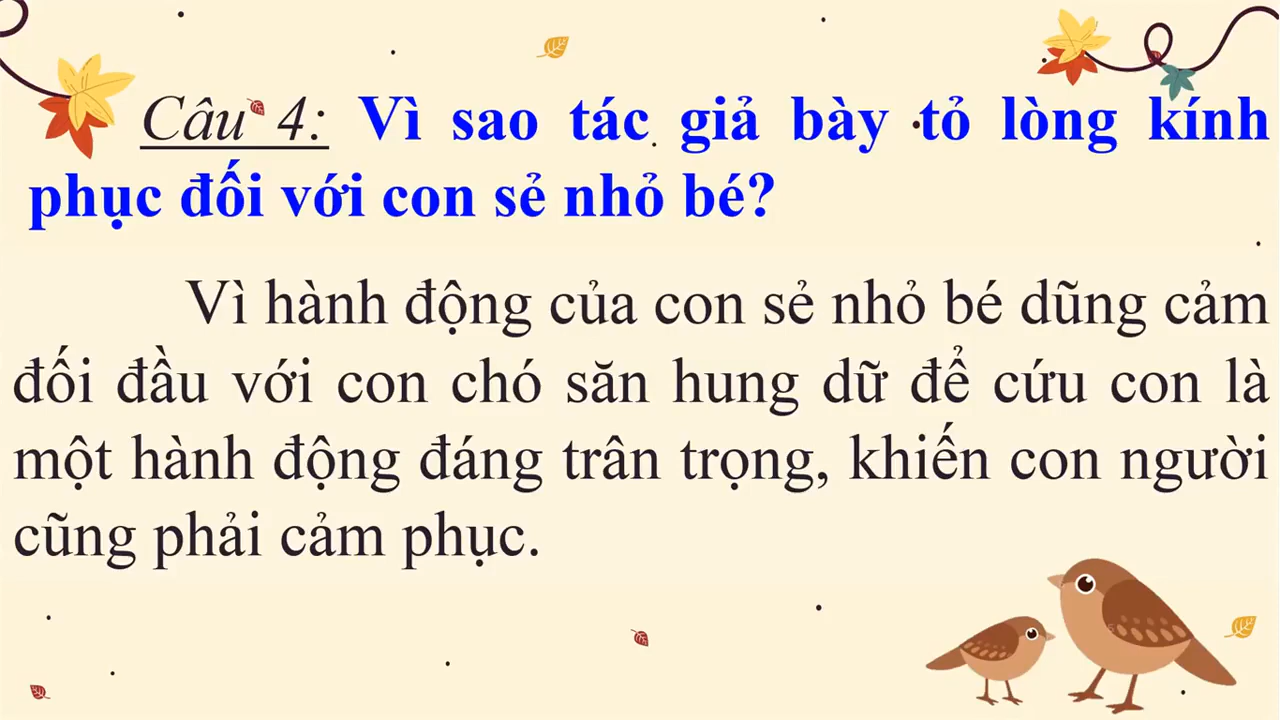 Câu 4: Vì sao tác giả bày tỏ lòng kính
phục đối với con sẻ nhỏ bé?
Vì hành động của con sẻ nhỏ bé dũng cảm
đối đầu với con chó săn hung dữ để cứu con là
một hành động đáng trân trọng, khiến con người
cũng phải cảm phục.